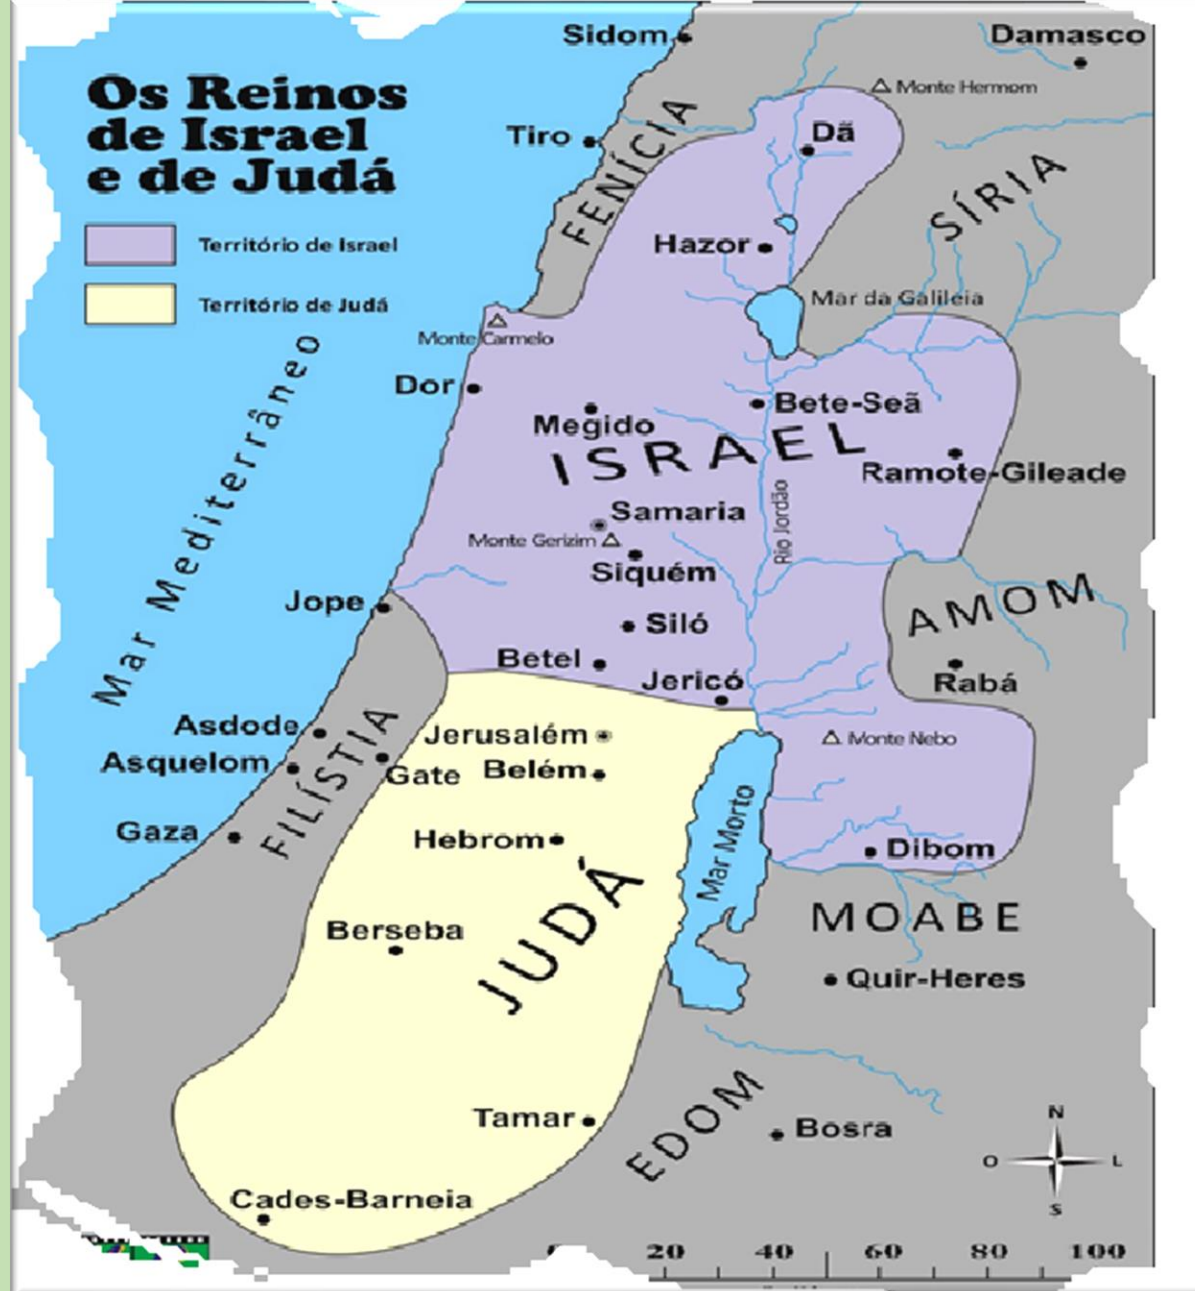 Os Reinos
de Israel
e de Judá
Território de Israel
Território de Judá
Sidom
Damasco
Monte Hermom
Tiro
Dã
FENÍCIA
SÍRIA
Hazor
Mar da Galileia
Monte Carmelo
Mar Mediterrâneo
Dor
Bete-Seã
Megido
ISRAEL
Ramote-Gileade
Samaria
Rio Jordão
Monte Gerizim
Siquém
Jope
AMOM
Siló
Betel
Jericó
Rabá
Asdode
Jerusalém
Monte Nebo
Asquelom
FILÍSTIA
Gate
Belém
Gaza
Hebrom
Mar Morto
Dibom
JUDÁ
MOABE
Berseba
Quir-Heres
EDOM
Tamar
Bosra
N
O
L
S
Cades-Barneia
20 40 60 80 100